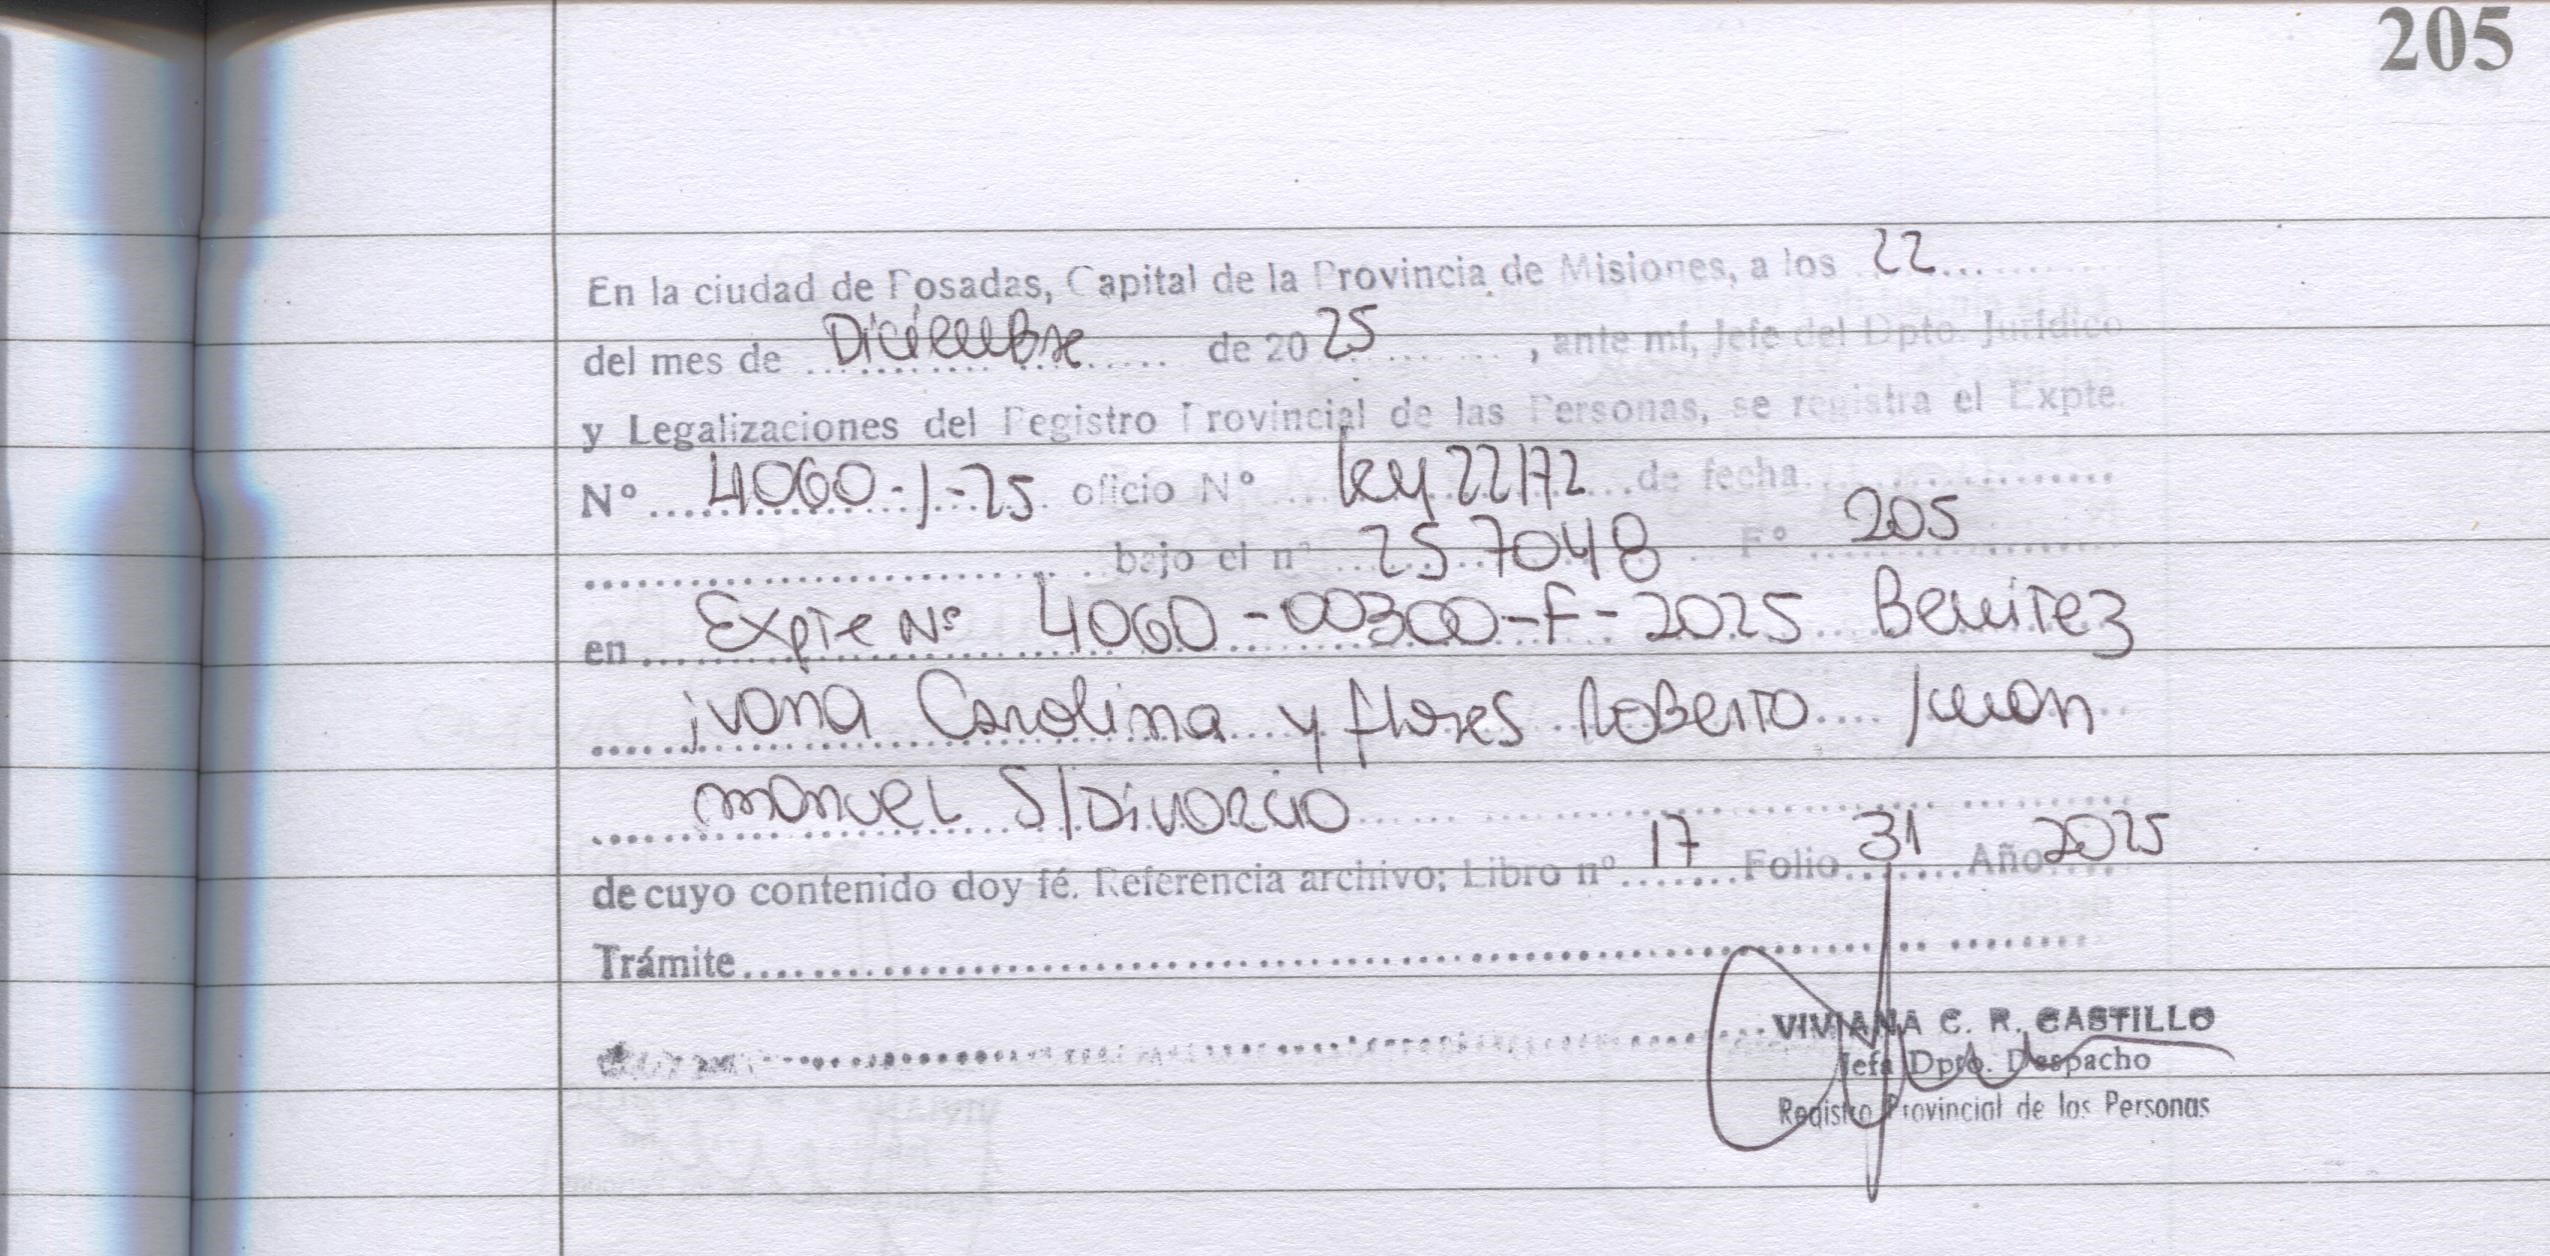 205
En la ciudad de Posadas, Capital de la Provincia de Misiones, a los 22
del mes de Diciembre de 2025, ante mí, Jefe del Dpto. Jurídico
y Legalizaciones del Registro Provincial de las Personas, se registra el Expte.
N° 4060-1-25 oficio N° ley 22172 de fecha
bajo el n° 257048 F° 205
en Expte N° 4060-00300-F-2025 Benitez
ivana Carolina y flores Roberto Juan
manuel S/Divorcio
de cuyo contenido doy fé. Referencia archivo; Libro n° 17 Folio 31 Año 2025
Trámite
VIVIANA C. R. CASTILLO
Jefa Dpto. Despacho
Registro Provincial de las Personas